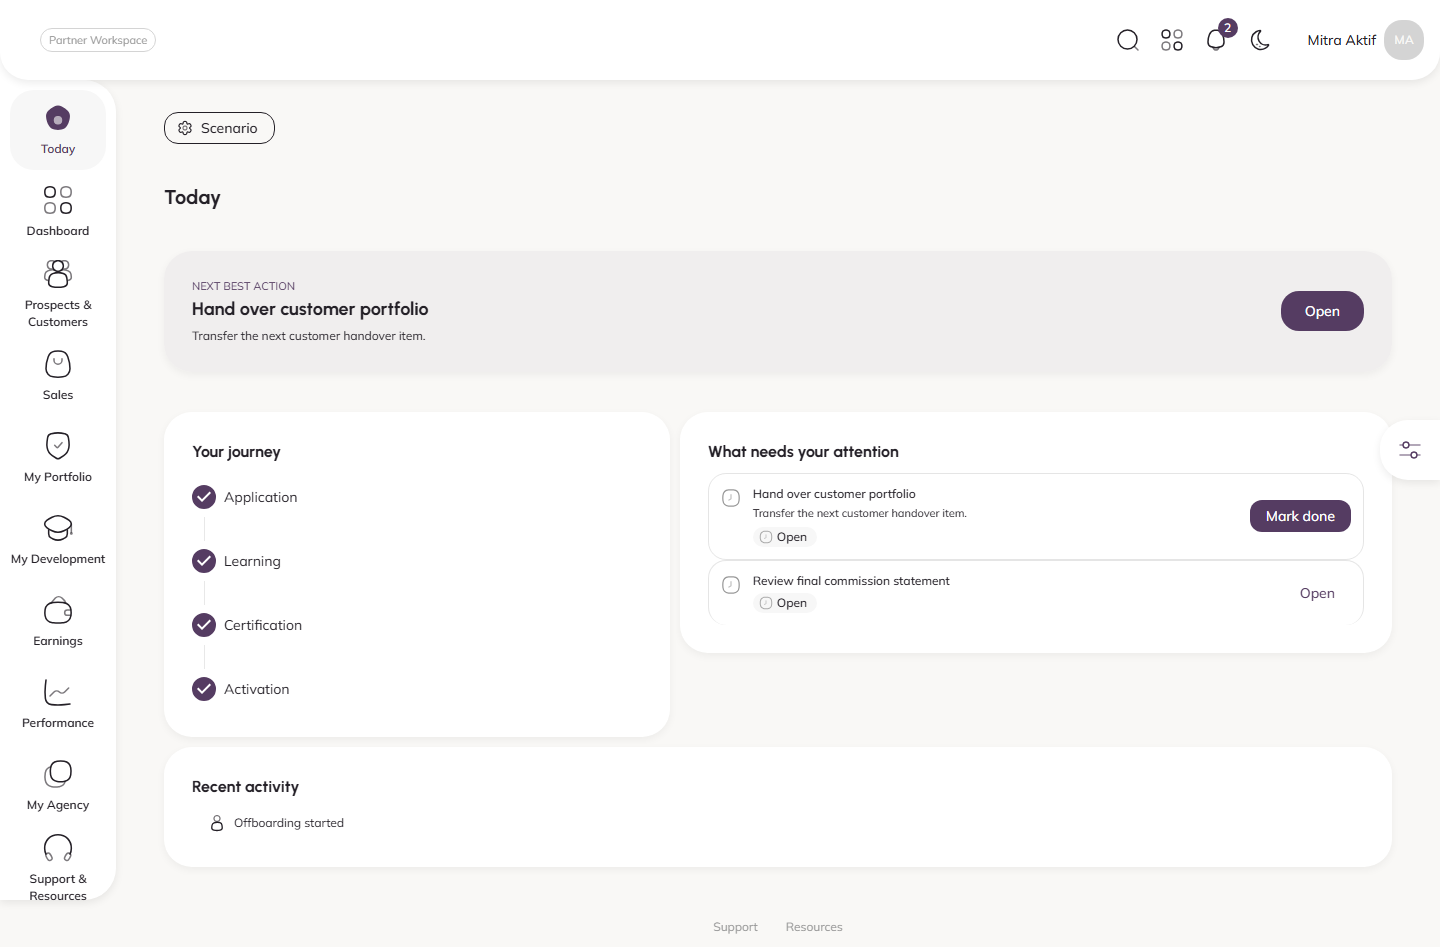 Partner Workspace
2
Mitra Aktif
MA
Today
Dashboard
Prospects &
Customers
Sales
My Portfolio
My Development
Earnings
Performance
My Agency
Support &
Resources
Scenario
Today
NEXT BEST ACTION
Hand over customer portfolio
Transfer the next customer handover item.
Open
Your journey
Application
Learning
Certification
Activation
What needs your attention
Hand over customer portfolio
Transfer the next customer handover item.
Open
Mark done
Review final commission statement
Open
Open
Recent activity
Offboarding started
Support
Resources